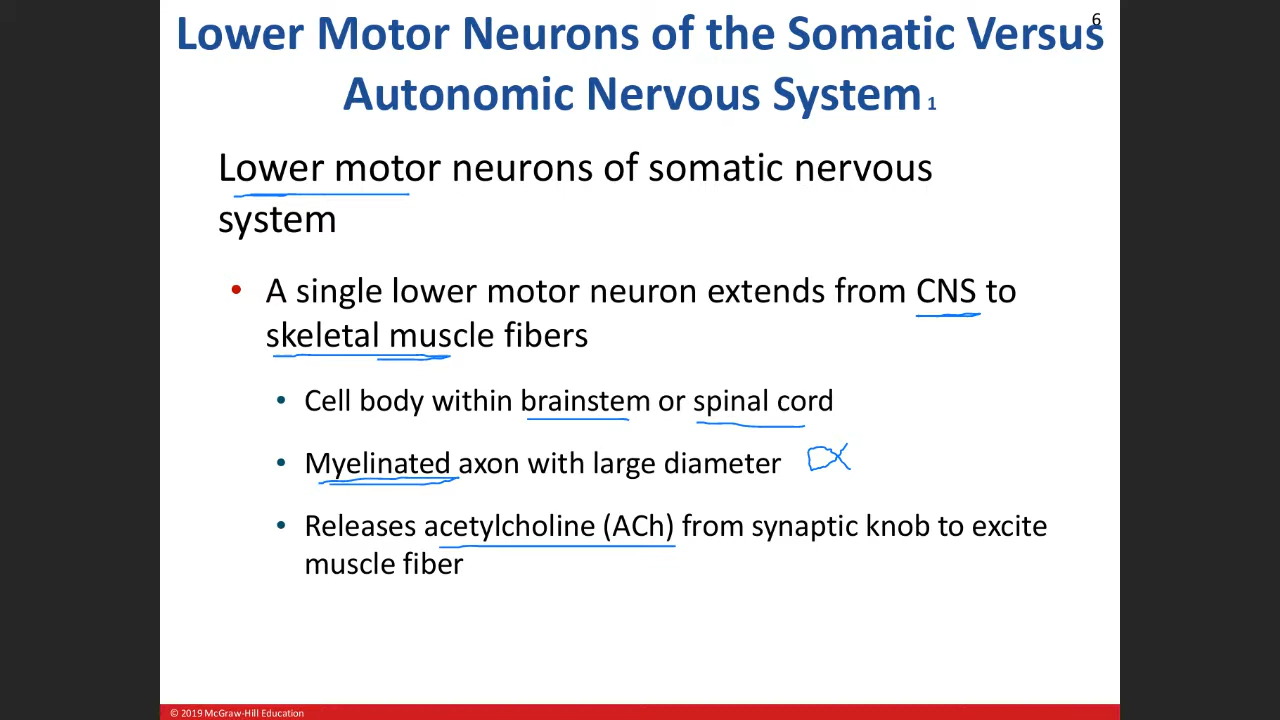 6
Lower Motor Neurons of the Somatic Versus
Autonomic Nervous System 1
Lower motor neurons of somatic nervous
system
• A single lower motor neuron extends from CNS to
skeletal muscle fibers
• Cell body within brainstem or spinal cord
• Myelinated axon with large diameter
• Releases acetylcholine (ACh) from synaptic knob to excite
muscle fiber
© 2019 McGraw-Hill Education